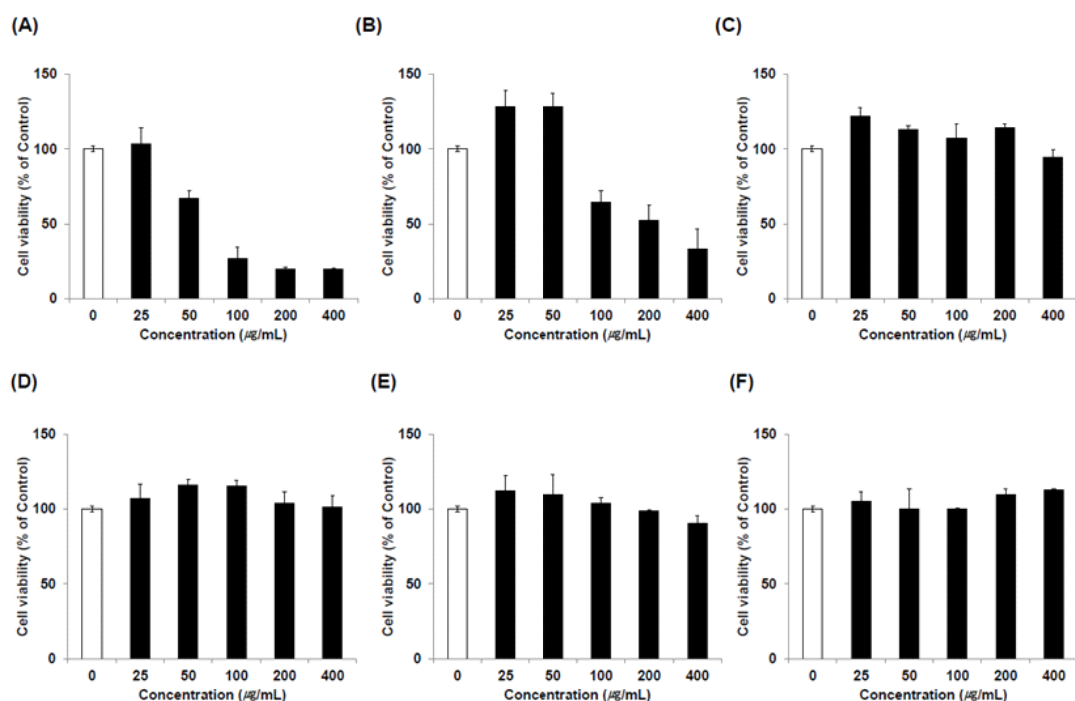 (A)
Cell viability (% of Control)
150
100
50
0
0 25 50 100 200 400
Concentration (㎍/mL)
(B)
Cell viability (% of Control)
150
100
50
0
0 25 50 100 200 400
Concentration (㎍/mL)
(C)
Cell viability (% of Control)
150
100
50
0
0 25 50 100 200 400
Concentration (㎍/mL)
(D)
Cell viability (% of Control)
150
100
50
0
0 25 50 100 200 400
Concentration (㎍/mL)
(E)
Cell viability (% of Control)
150
100
50
0
0 25 50 100 200 400
Concentration (㎍/mL)
(F)
Cell viability (% of Control)
150
100
50
0
0 25 50 100 200 400
Concentration (㎍/mL)